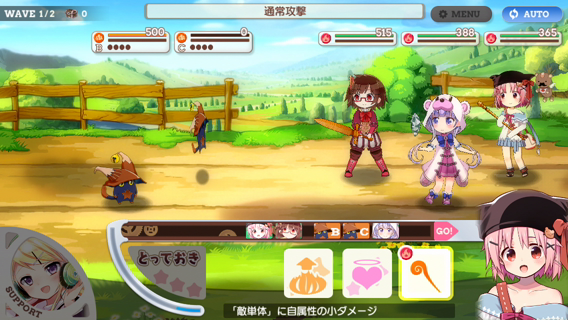 WAVE 1/2 0
通常攻撃
MENU
AUTO
500
B
0
C
515
388
365
B
C
GO!
とっておき
SUPPORT
「敵単体」に自属性の小ダメージ